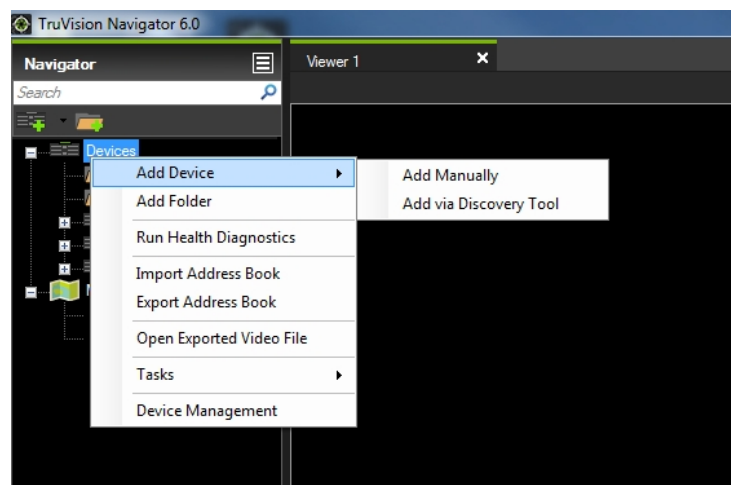 TruVision Navigator 6.0
Navigator
Viewer 1
Search
Devices
Add Device
Add Manually
Add Folder
Add via Discovery Tool
Run Health Diagnostics
Import Address Book
Export Address Book
Open Exported Video File
Tasks
Device Management